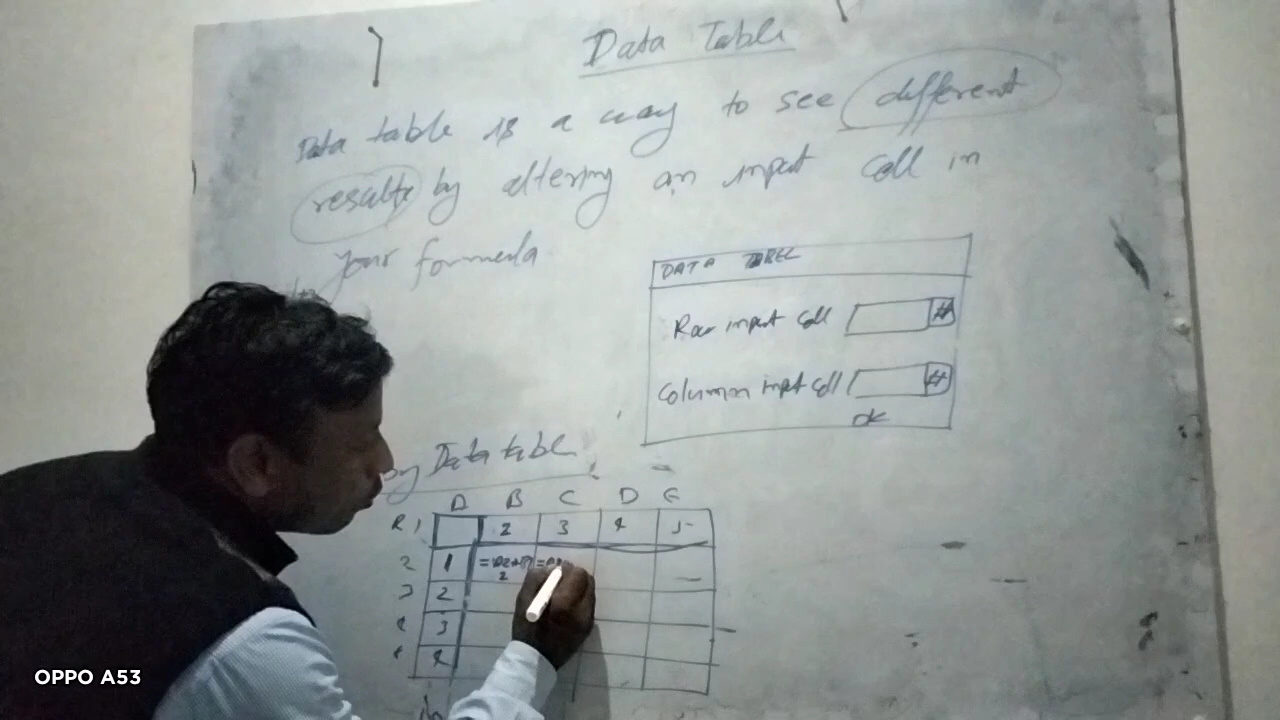 Data Table
Data table is a way to see different
results by altering an input cell in
your formula
DATA TABEL
Row input cell
Column input cell
OK
by Data table
A B C D E
R 1 2 3 4 5
2 1
3 2
4 3
4
OPPO A53